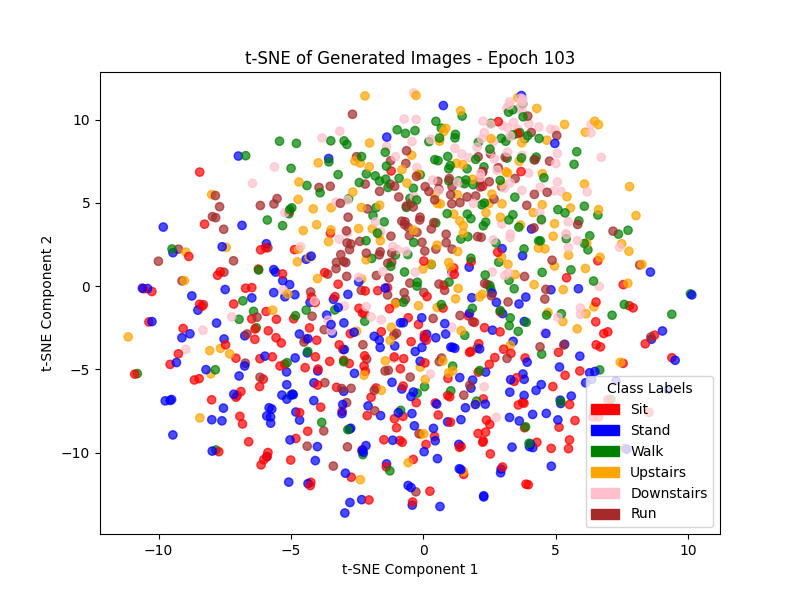 t-SNE of Generated Images - Epoch 103
t-SNE Component 2
10
5
0
−5
−10
−10
−5
0
5
10
t-SNE Component 1
Class Labels
Sit
Stand
Walk
Upstairs
Downstairs
Run